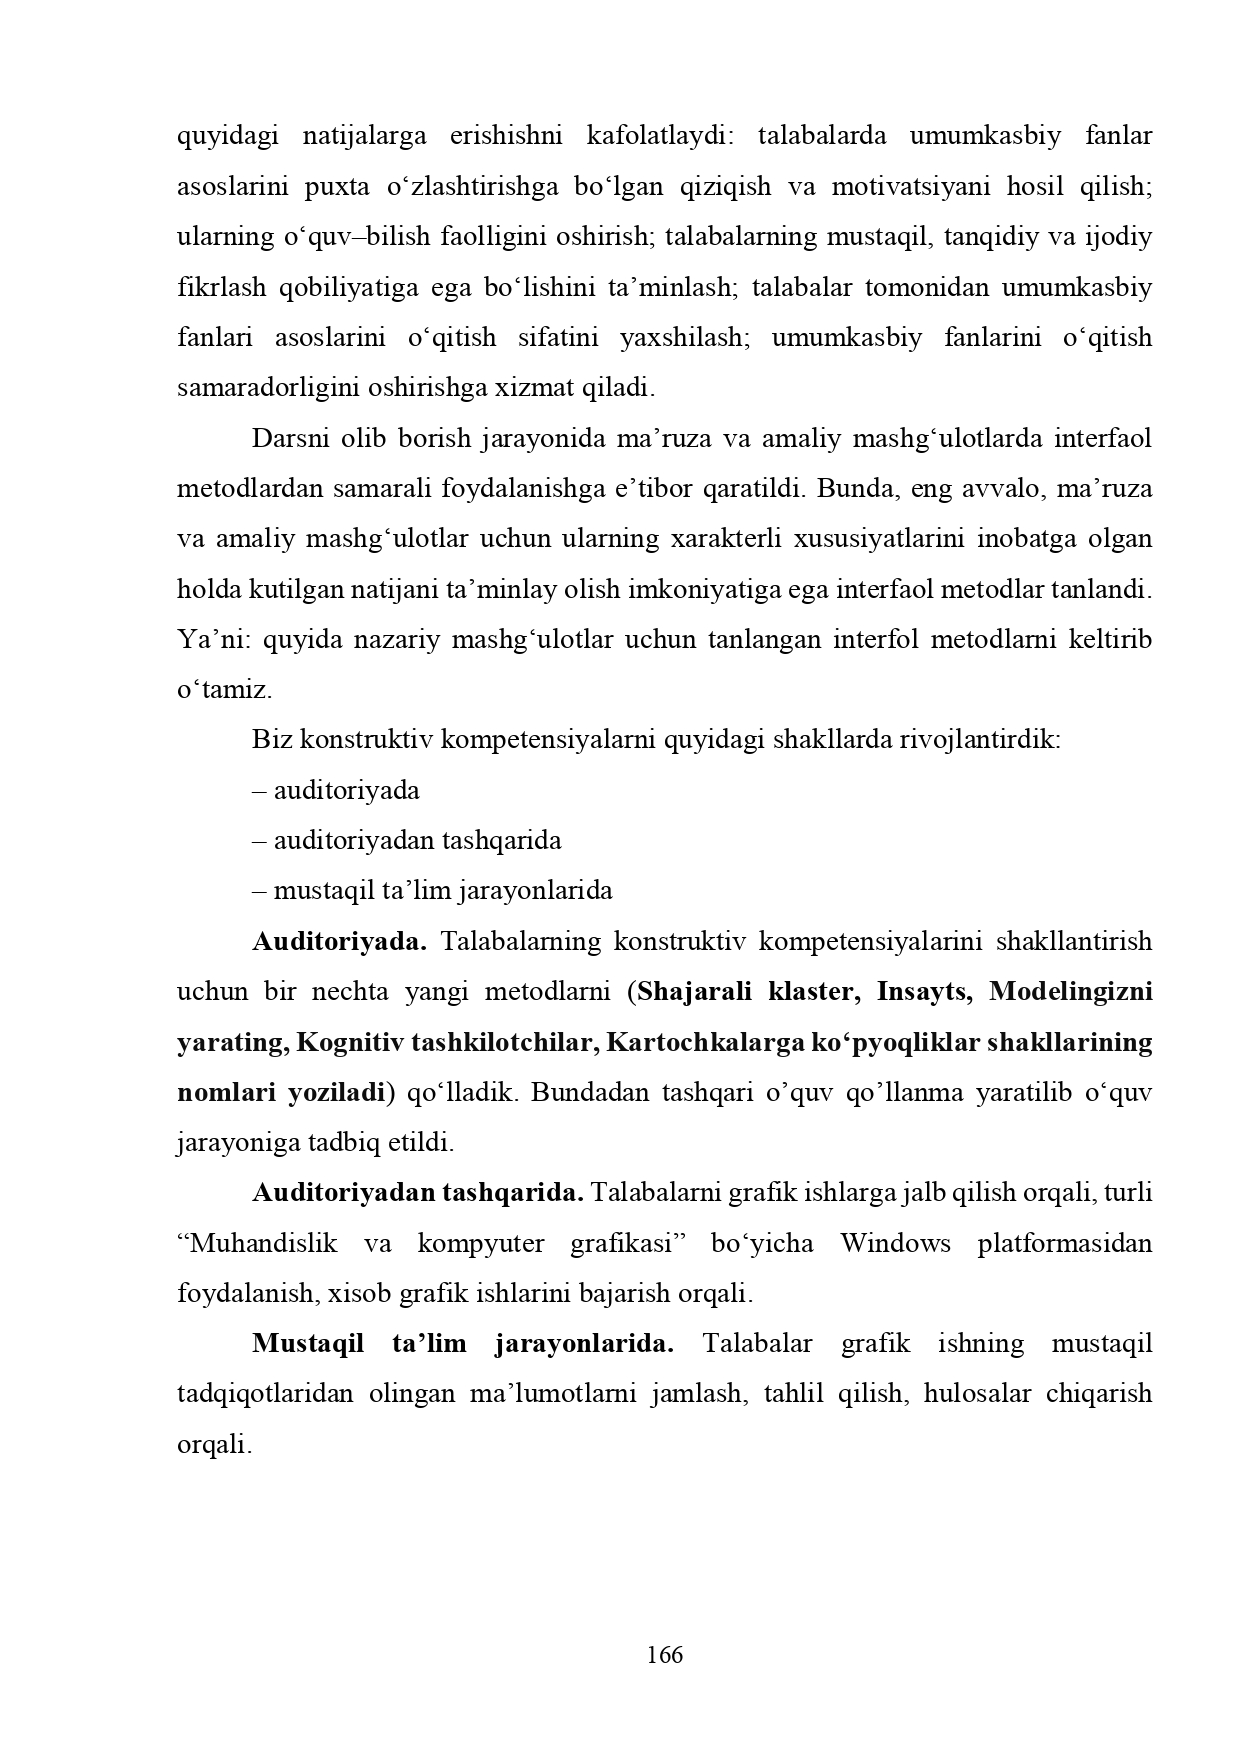 quyidagi natijalarga erishishni kafolatlaydi: talabalarda umumkasbiy fanlar
asoslarini puxta o‘zlashtirishga bo‘lgan qiziqish va motivatsiyani hosil qilish;
ularning o‘quv–bilish faolligini oshirish; talabalarning mustaqil, tanqidiy va ijodiy
fikrlash qobiliyatiga ega bo‘lishini ta’minlash; talabalar tomonidan umumkasbiy
fanlari asoslarini o‘qitish sifatini yaxshilash; umumkasbiy fanlarini o‘qitish
samaradorligini oshirishga xizmat qiladi.
Darsni olib borish jarayonida ma’ruza va amaliy mashg‘ulotlarda interfaol
metodlardan samarali foydalanishga e’tibor qaratildi. Bunda, eng avvalo, ma’ruza
va amaliy mashg‘ulotlar uchun ularning xarakterli xususiyatlarini inobatga olgan
holda kutilgan natijani ta’minlay olish imkoniyatiga ega interfaol metodlar tanlandi.
Ya’ni: quyida nazariy mashg‘ulotlar uchun tanlangan interfol metodlarni keltirib
o‘tamiz.
Biz konstruktiv kompetensiyalarni quyidagi shakllarda rivojlantirdik:
– auditoriyada
– auditoriyadan tashqarida
– mustaqil ta’lim jarayonlarida
Auditoriyada. Talabalarning konstruktiv kompetensiyalarini shakllantirish
uchun bir nechta yangi metodlarni (Shajarali klaster, Insayts, Modelingizni
yarating, Kognitiv tashkilotchilar, Kartochkalarga ko‘pyoqliklar shakllarining
nomlari yoziladi) qo‘lladik. Bundadan tashqari o’quv qo’llanma yaratilib o‘quv
jarayoniga tadbiq etildi.
Auditoriyadan tashqarida. Talabalarni grafik ishlarga jalb qilish orqali, turli
“Muhandislik va kompyuter grafikasi” bo‘yicha Windows platformasidan
foydalanish, xisob grafik ishlarini bajarish orqali.
Mustaqil ta’lim jarayonlarida. Talabalar grafik ishning mustaqil
tadqiqotlaridan olingan ma’lumotlarni jamlash, tahlil qilish, hulosalar chiqarish
orqali.
166